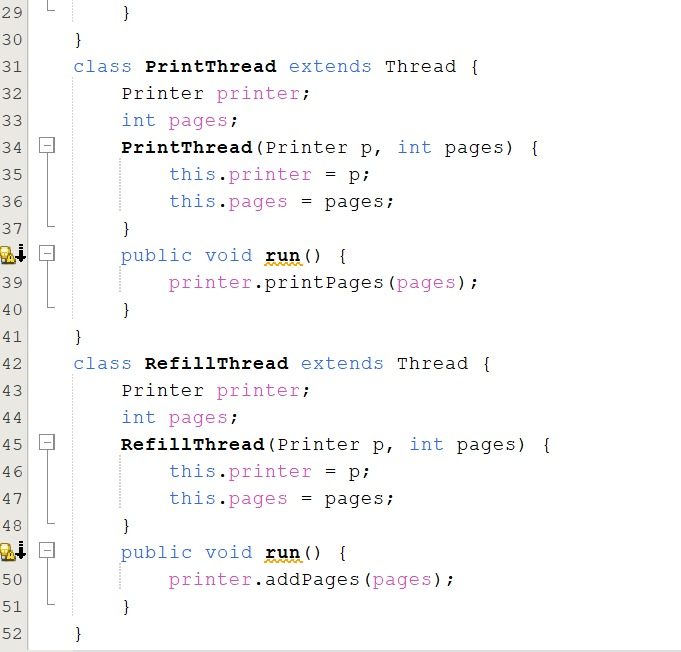 29 }
30 }
31 class PrintThread extends Thread {
32 Printer printer;
33 int pages;
34 PrintThread(Printer p, int pages) {
35 this.printer = p;
36 this.pages = pages;
37 }
public void run() {
39 printer.printPages(pages);
40 }
41 }
42 class RefillThread extends Thread {
43 Printer printer;
44 int pages;
45 RefillThread(Printer p, int pages) {
46 this.printer = p;
47 this.pages = pages;
48 }
public void run() {
50 printer.addPages(pages);
51 }
52 }